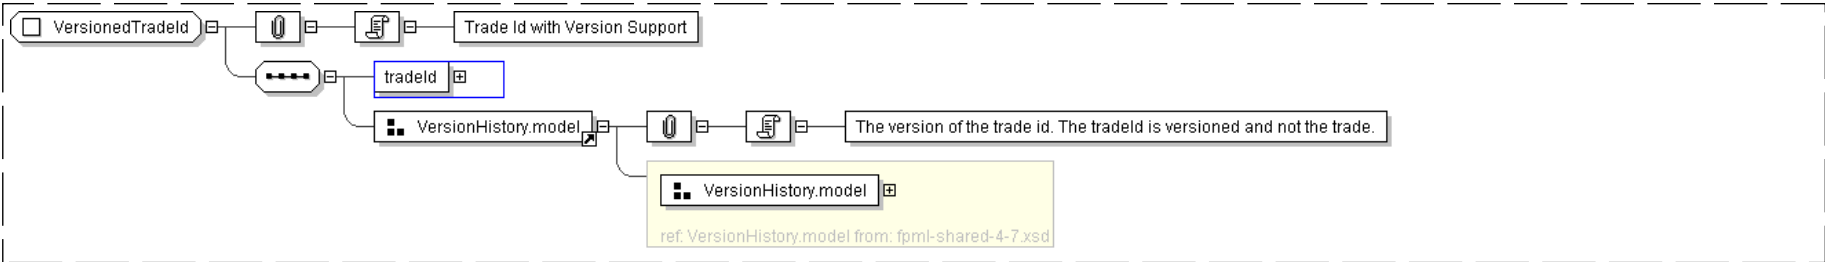 VersionedTradeId
Trade Id with Version Support
tradeId
VersionHistory.model
The version of the trade id. The tradeId is versioned and not the trade.
VersionHistory.model
ref: VersionHistory.model from: fpml-shared-4-7.xsd